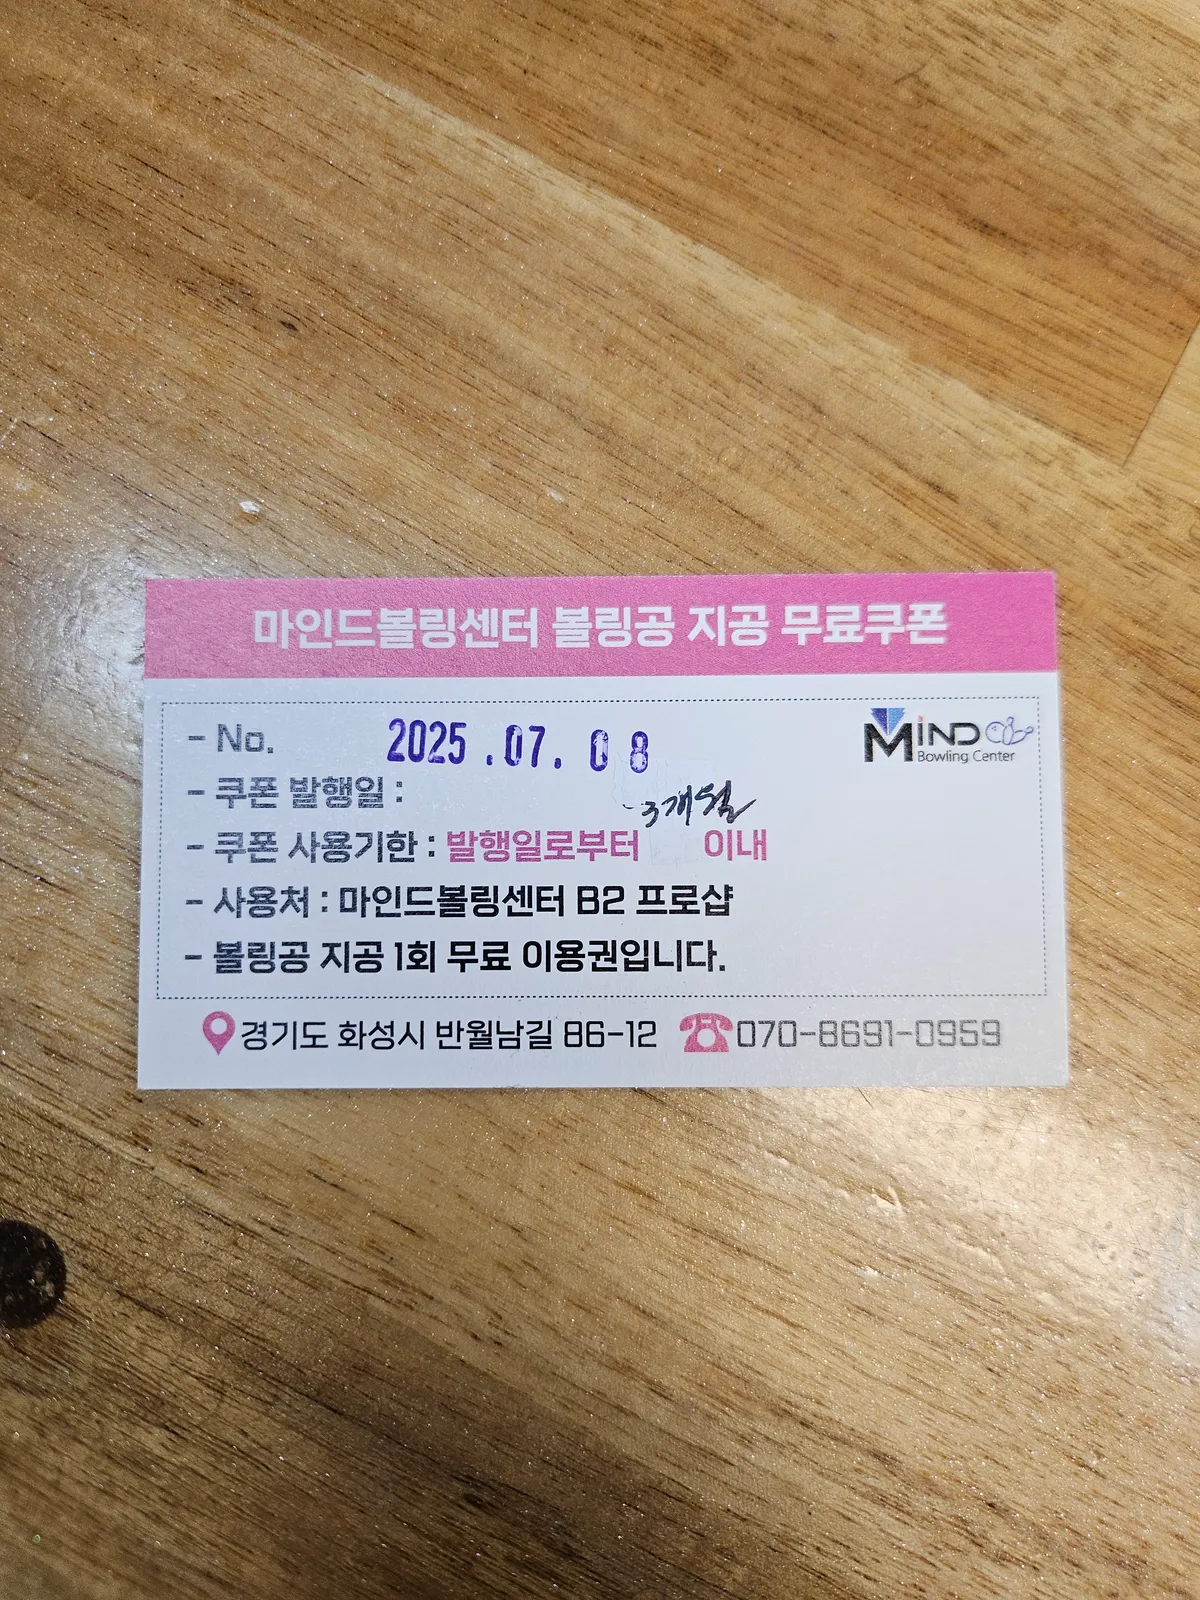 마인드볼링센터 볼링공 지공 무료쿠폰
- No. 2025.07.08
MIND
Bowling Center
- 쿠폰 발행일 :
3개월
- 쿠폰 사용기한 : 발행일로부터 이내
- 사용처 : 마인드볼링센터 B2 프로샵
- 볼링공 지공 1회 무료 이용권입니다.
경기도 화성시 반월남길 86-12 ☎070-8691-0959